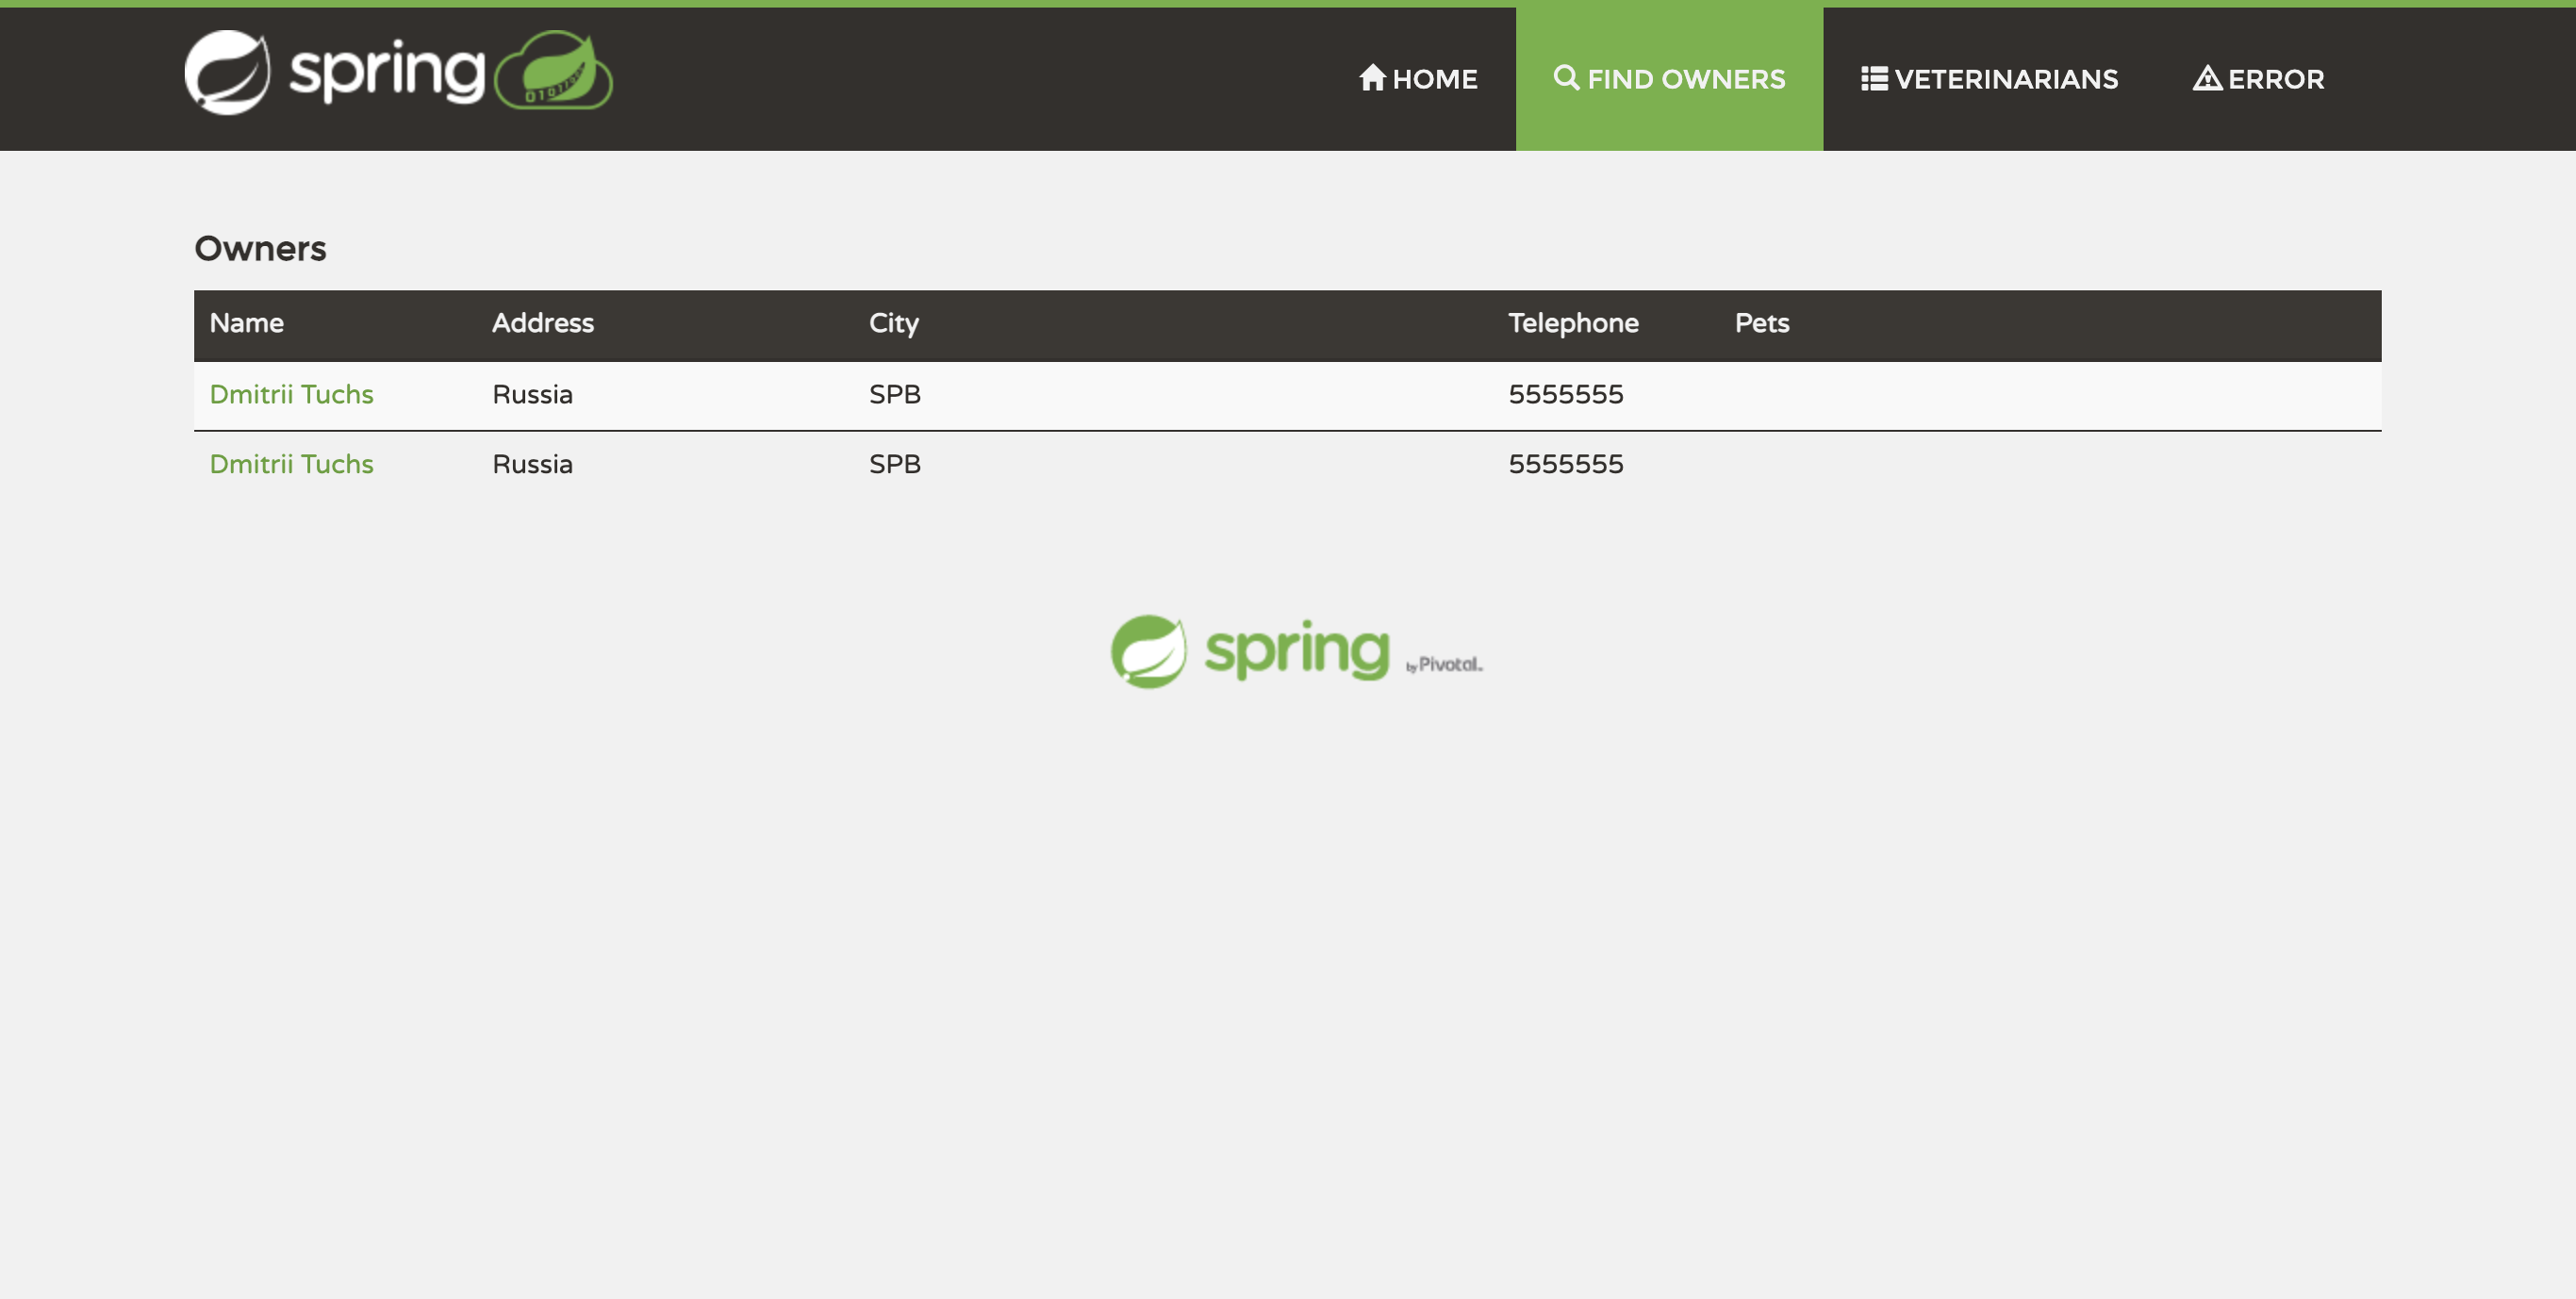 spring 010110 HOME FIND OWNERS VETERINARIANS ERROR
Owners
Name Address City Telephone Pets
Dmitrii Tuchs Russia SPB 5555555
Dmitrii Tuchs Russia SPB 5555555
spring by Pivotal